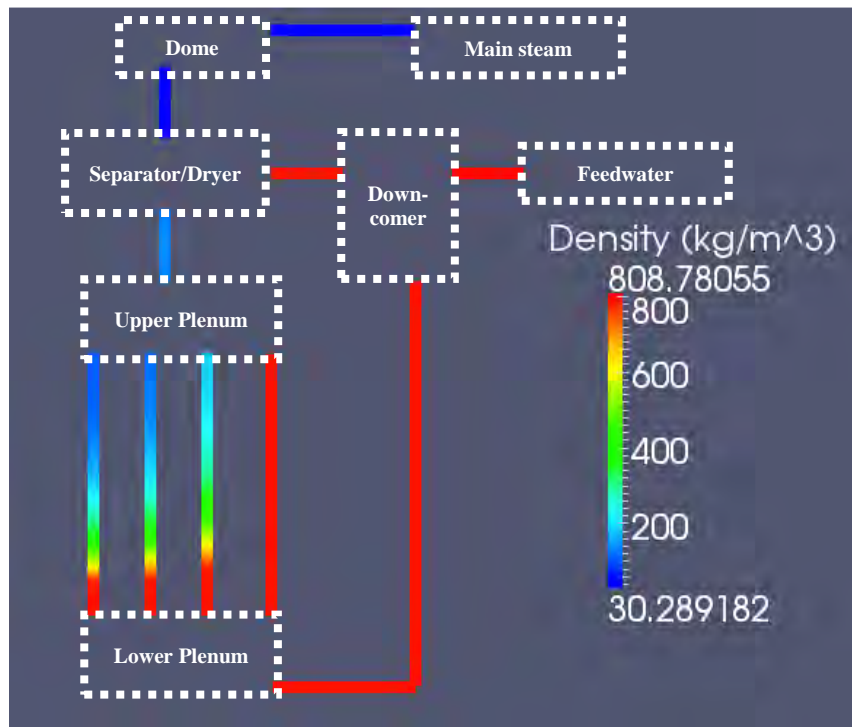 Dome
Main steam
Separator/Dryer
Down-
comer
Feedwater
Density (kg/m^3)
808.78055
800
600
400
200
30.289182
Upper Plenum
Lower Plenum